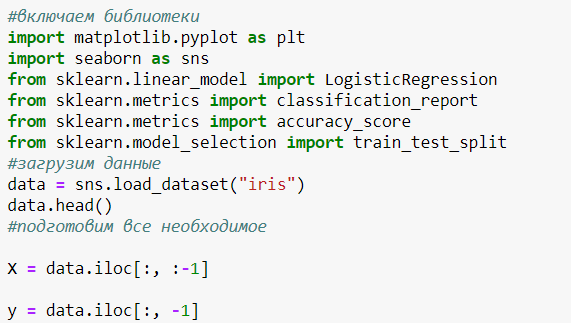 #включаем библиотеки
import matplotlib.pyplot as plt
import seaborn as sns
from sklearn.linear_model import LogisticRegression
from sklearn.metrics import classification_report
from sklearn.metrics import accuracy_score
from sklearn.model_selection import train_test_split
#загрузим данные
data = sns.load_dataset("iris")
data.head()
#подготовим все необходимое
X = data.iloc[:, :-1]
y = data.iloc[:, -1]